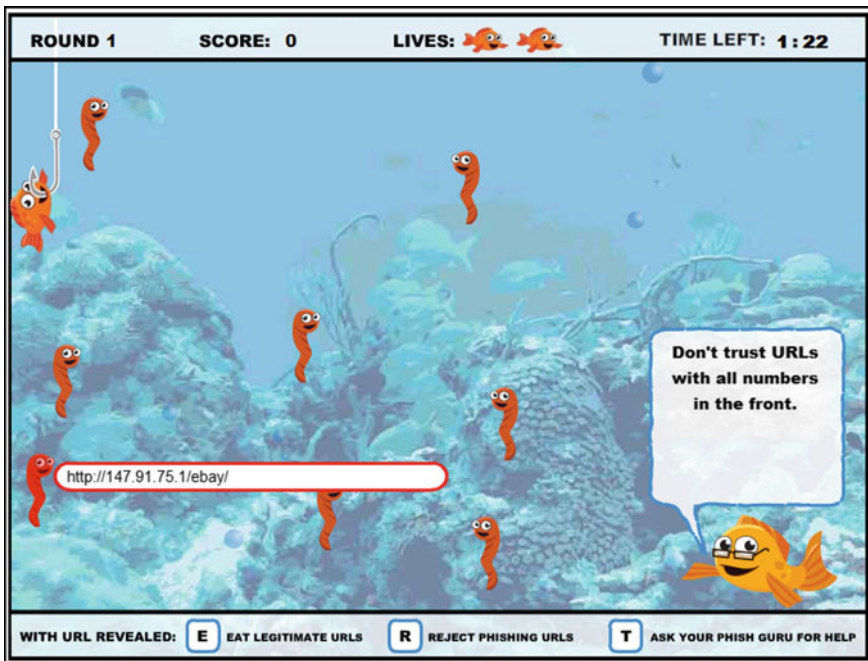 ROUND 1 SCORE: 0 LIVES: TIME LEFT: 1:22
Don't trust URLs
with all numbers
in the front.
http://147.91.75.1/ebay/
WITH URL REVEALED: E EAT LEGITIMATE URLS R REJECT PHISHING URLS T ASK YOUR PHISH GURU FOR HELP